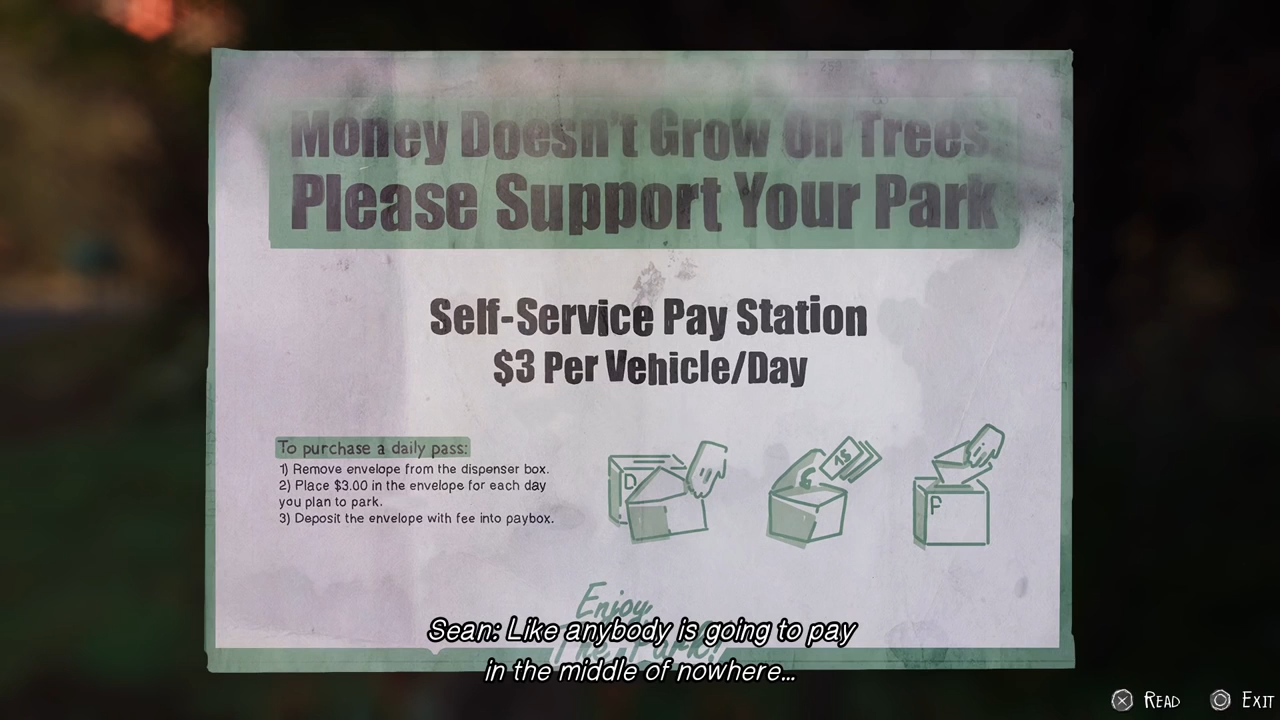 Money Doesn't Grow On Trees.
Please Support Your Park
Self-Service Pay Station
$3 Per Vehicle/Day
To purchase a daily pass:
1) Remove envelope from the dispenser box.
2) Place $3.00 in the envelope for each day
you plan to park.
3) Deposit the envelope with fee into paybox.
D
1$
P
Enjoy
The Park!
Sean: Like anybody is going to pay
in the middle of nowhere...
READ
EXIT